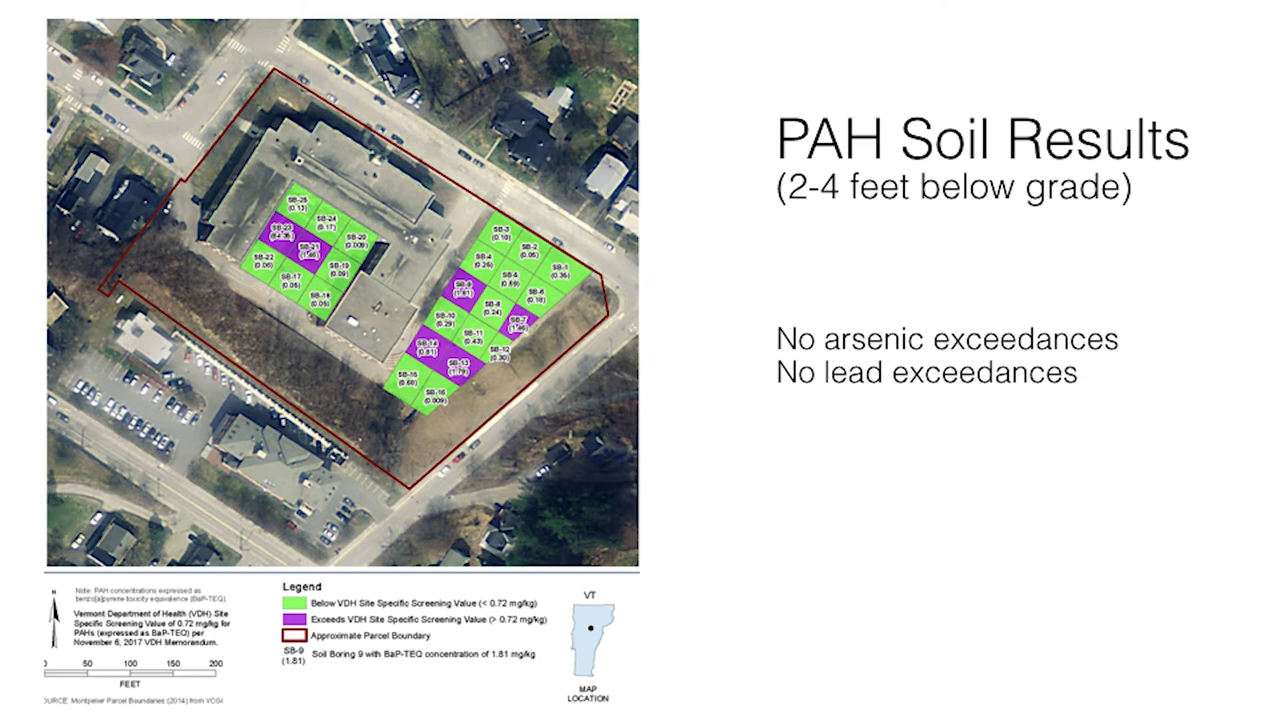 PAH Soil Results
(2-4 feet below grade)
No arsenic exceedances
No lead exceedances
SB-25
(0.13)
SB-24
(0.17)
SB-23
SB-20
(0.009)
SB-21
SB-22
(0.06)
SB-19
(0.09)
SB-17
(0.05)
SB-18
(0.05)
SB-3
(0.10)
SB-2
(0.05)
SB-1
(0.35)
SB-4
(0.26)
SB-5
SB-6
(0.18)
SB-9
(1.81)
SB-8
(0.24)
SB-7
SB-10
(0.29)
SB-11
(0.43)
SB-12
(0.30)
SB-14
(0.81)
SB-13
SB-15
SB-16
(0.009)
N
Note: PAH concentrations expressed as
benzo[a]pyrene toxicity equivalence (BaP-TEQ).
Vermont Department of Health (VDH) Site
Specific Screening Value of 0.72 mg/kg for
PAHs (expressed as BaP-TEQ) per
November 6, 2017 VDH Memorandum.
0 50 100 150 200
FEET
OURCE: Montpelier Parcel Boundaries (2014) from VCGI
Legend
Below VDH Site Specific Screening Value (< 0.72 mg/kg)
Exceeds VDH Site Specific Screening Value (> 0.72 mg/kg)
Approximate Parcel Boundary
SB-9
(1.81)
Soil Boring 9 with BaP-TEQ concentration of 1.81 mg/kg
VT
MAP
LOCATION